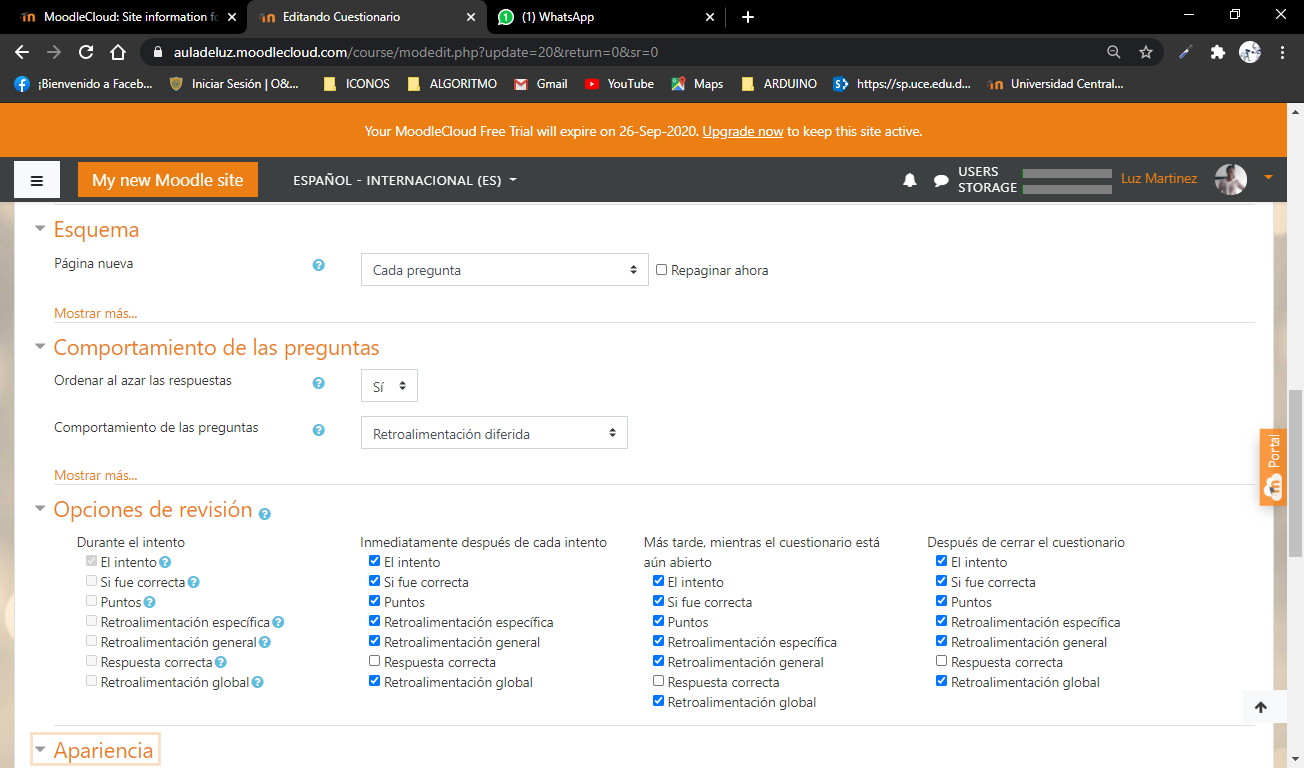 MoodleCloud: Site information fo
Editando Cuestionario
(1) WhatsApp
auladeluz.moodlecloud.com/course/modedit.php?update=20&return=0&sr=0
¡Bienvenido a Faceb...
Iniciar Sesión | O&...
ICONOS
ALGORITMO
Gmail
YouTube
Maps
ARDUINO
https://sp.uce.edu.d...
Universidad Central...
Your MoodleCloud Free Trial will expire on 26-Sep-2020. Upgrade now to keep this site active.
My new Moodle site
ESPAÑOL - INTERNACIONAL (ES)
USERS
STORAGE
Luz Martinez
Esquema
Página nueva
Cada pregunta
Repaginar ahora
Mostrar más...
Comportamiento de las preguntas
Ordenar al azar las respuestas
Sí
Comportamiento de las preguntas
Retroalimentación diferida
Mostrar más...
Portal
Opciones de revisión
Durante el intento
El intento
Si fue correcta
Puntos
Retroalimentación específica
Retroalimentación general
Respuesta correcta
Retroalimentación global
Inmediatamente después de cada intento
El intento
Si fue correcta
Puntos
Retroalimentación específica
Retroalimentación general
Respuesta correcta
Retroalimentación global
Más tarde, mientras el cuestionario está
aún abierto
El intento
Si fue correcta
Puntos
Retroalimentación específica
Retroalimentación general
Respuesta correcta
Retroalimentación global
Después de cerrar el cuestionario
El intento
Si fue correcta
Puntos
Retroalimentación específica
Retroalimentación general
Respuesta correcta
Retroalimentación global
Apariencia